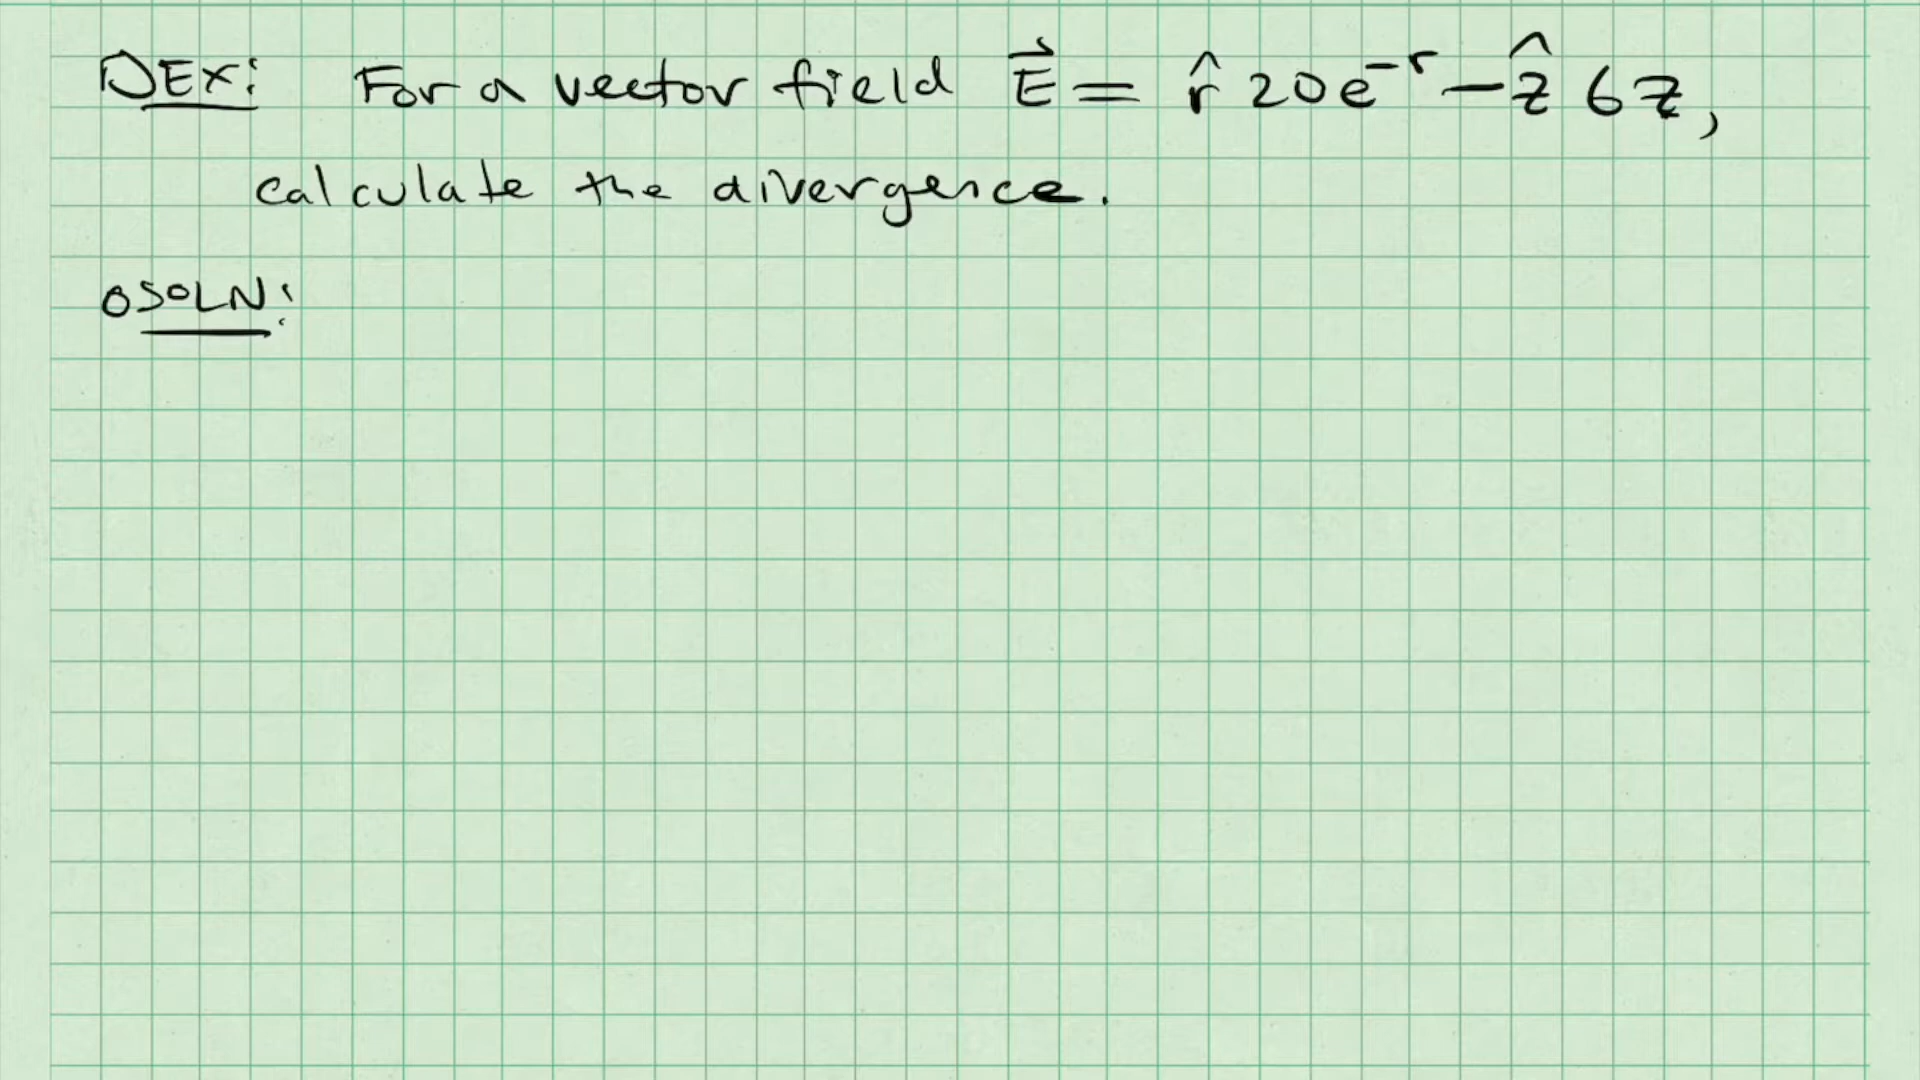 EX: For a vector field E⃗ = r̂ 20e⁻ʳ − ẑ 6z,
calculate the divergence.
SOLN: